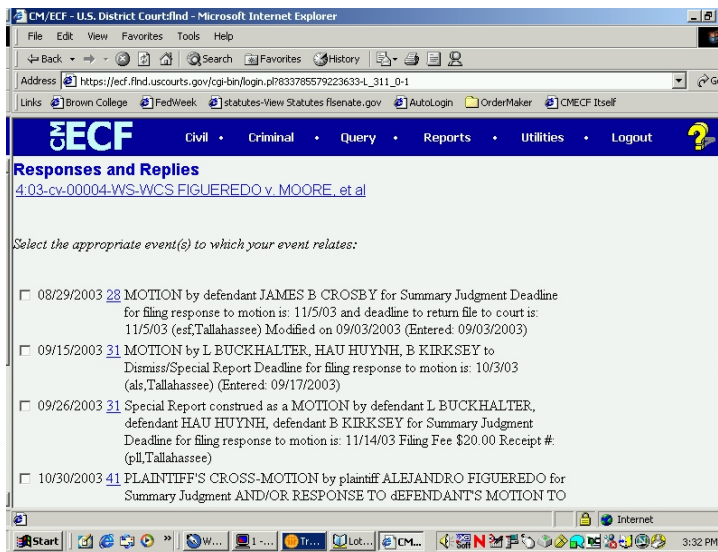 CM/ECF - U.S. District Court:flnd - Microsoft Internet Explorer
File Edit View Favorites Tools Help
Back Search Favorites History
Address https://ecf.flnd.uscourts.gov/cgi-bin/login.pl?833785579223633-L_311_0-1
Links Brown College FedWeek statutes-View Statutes flsenate.gov AutoLogin OrderMaker CMECF Itself
CM ECF Civil • Criminal • Query • Reports • Utilities • Logout ?
Responses and Replies
4:03-cv-00004-WS-WCS FIGUEREDO v. MOORE, et al
Select the appropriate event(s) to which your event relates:
08/29/2003 28 MOTION by defendant JAMES B CROSBY for Summary Judgment Deadline
for filing response to motion is: 11/5/03 and deadline to return file to court is:
11/5/03 (esf,Tallahassee) Modified on 09/03/2003 (Entered: 09/03/2003)
09/15/2003 31 MOTION by L BUCKHALTER, HAU HUYNH, B KIRKSEY to
Dismiss/Special Report Deadline for filing response to motion is: 10/3/03
(als,Tallahassee) (Entered: 09/17/2003)
09/26/2003 31 Special Report construed as a MOTION by defendant L BUCKHALTER,
defendant HAU HUYNH, defendant B KIRKSEY for Summary Judgment
Deadline for filing response to motion is: 11/14/03 Filing Fee $20.00 Receipt #:
(pll,Tallahassee)
10/30/2003 41 PLAINTIFF'S CROSS-MOTION by plaintiff ALEJANDRO FIGUEREDO for
Summary Judgment AND/OR RESPONSE TO dEFENDANT'S MOTION TO
Internet
Start » W... 1 -... Tr... Lot... CM... 3:32 PM